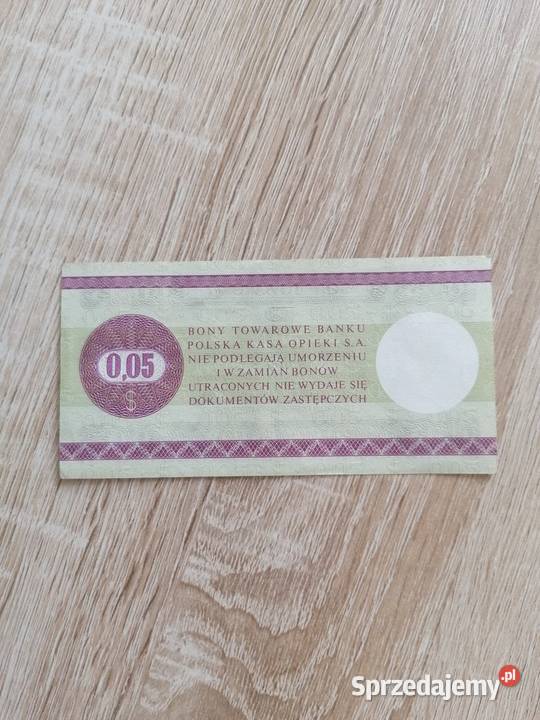 BONY TOWAROWE BANKU
POLSKA KASA OPIEKI S.A.
NIE PODLEGAJĄ UMORZENIU
I W ZAMIAN BONÓW
UTRACONYCH NIE WYDAJE SIĘ
DOKUMENTÓW ZASTĘPCZYCH
0,05
$
Sprzedajemy.pl